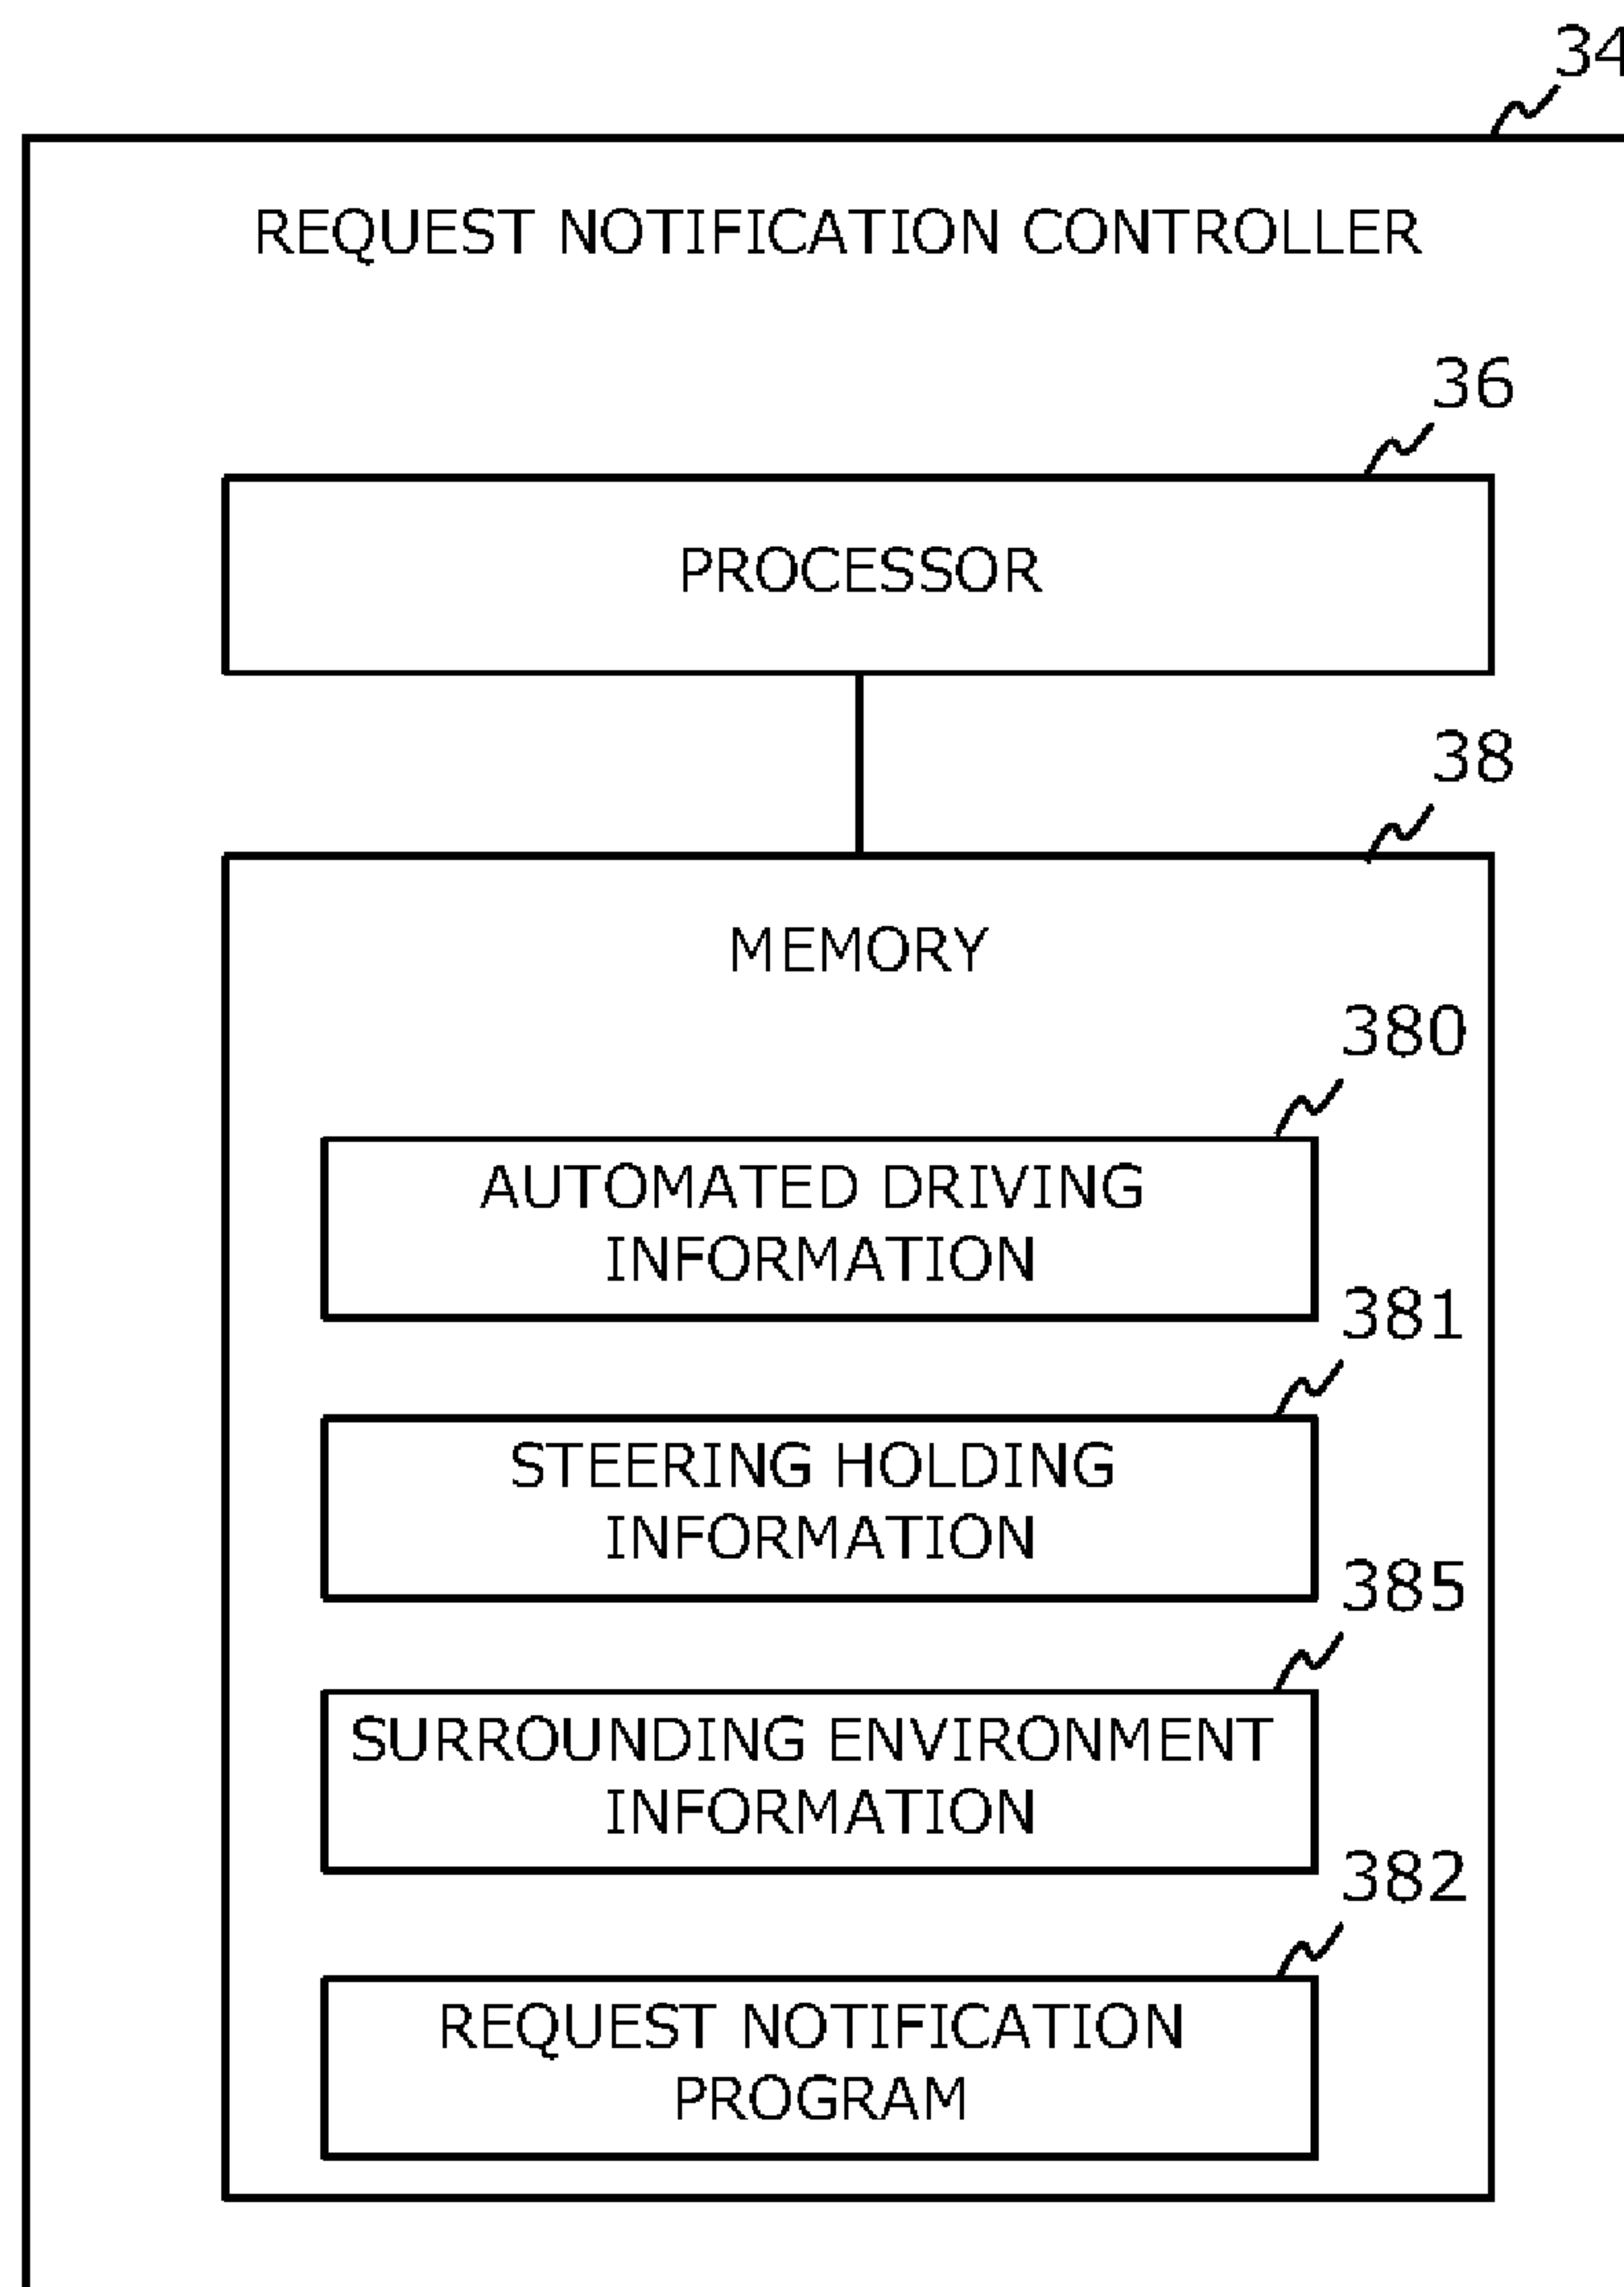 34
REQUEST NOTIFICATION CONTROLLER
36
PROCESSOR
38
MEMORY
380
AUTOMATED DRIVING
INFORMATION
381
STEERING HOLDING
INFORMATION
385
SURROUNDING ENVIRONMENT
INFORMATION
382
REQUEST NOTIFICATION
PROGRAM